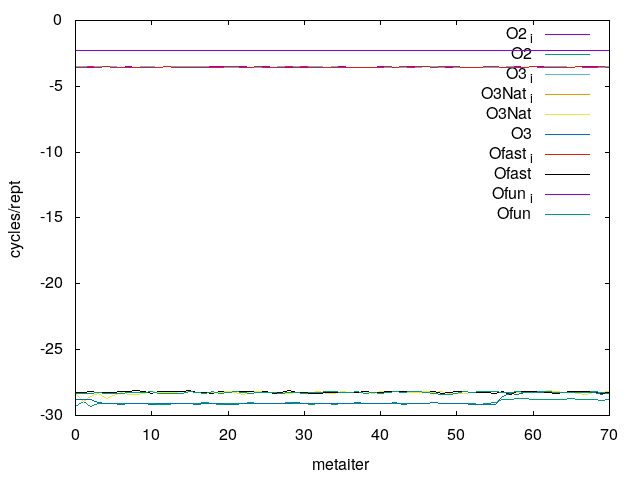 0
-5
-10
-15
-20
-25
-30
0 10 20 30 40 50 60 70
cycles/rept
metaiter
O2 i
O2
O3 i
O3Nat i
O3Nat
O3
Ofast i
Ofast
Ofun i
Ofun